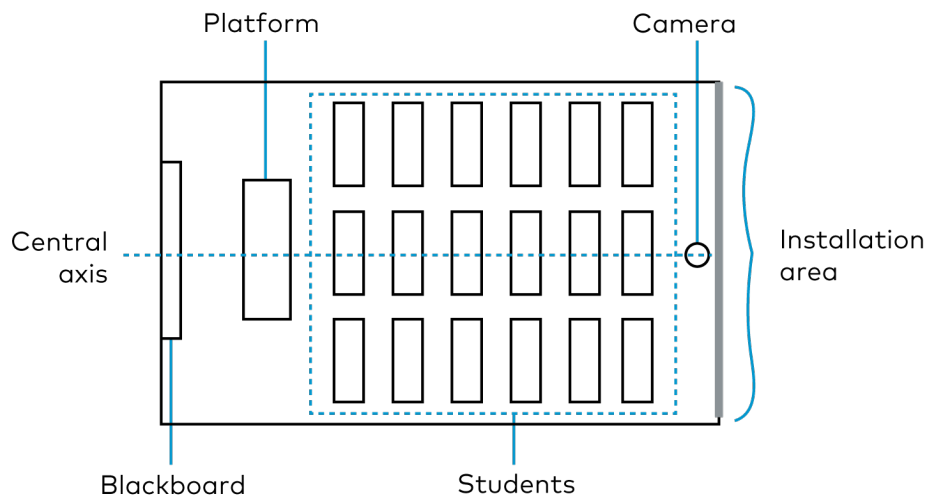 Platform
Camera
Central
axis
Installation
area
Blackboard
Students